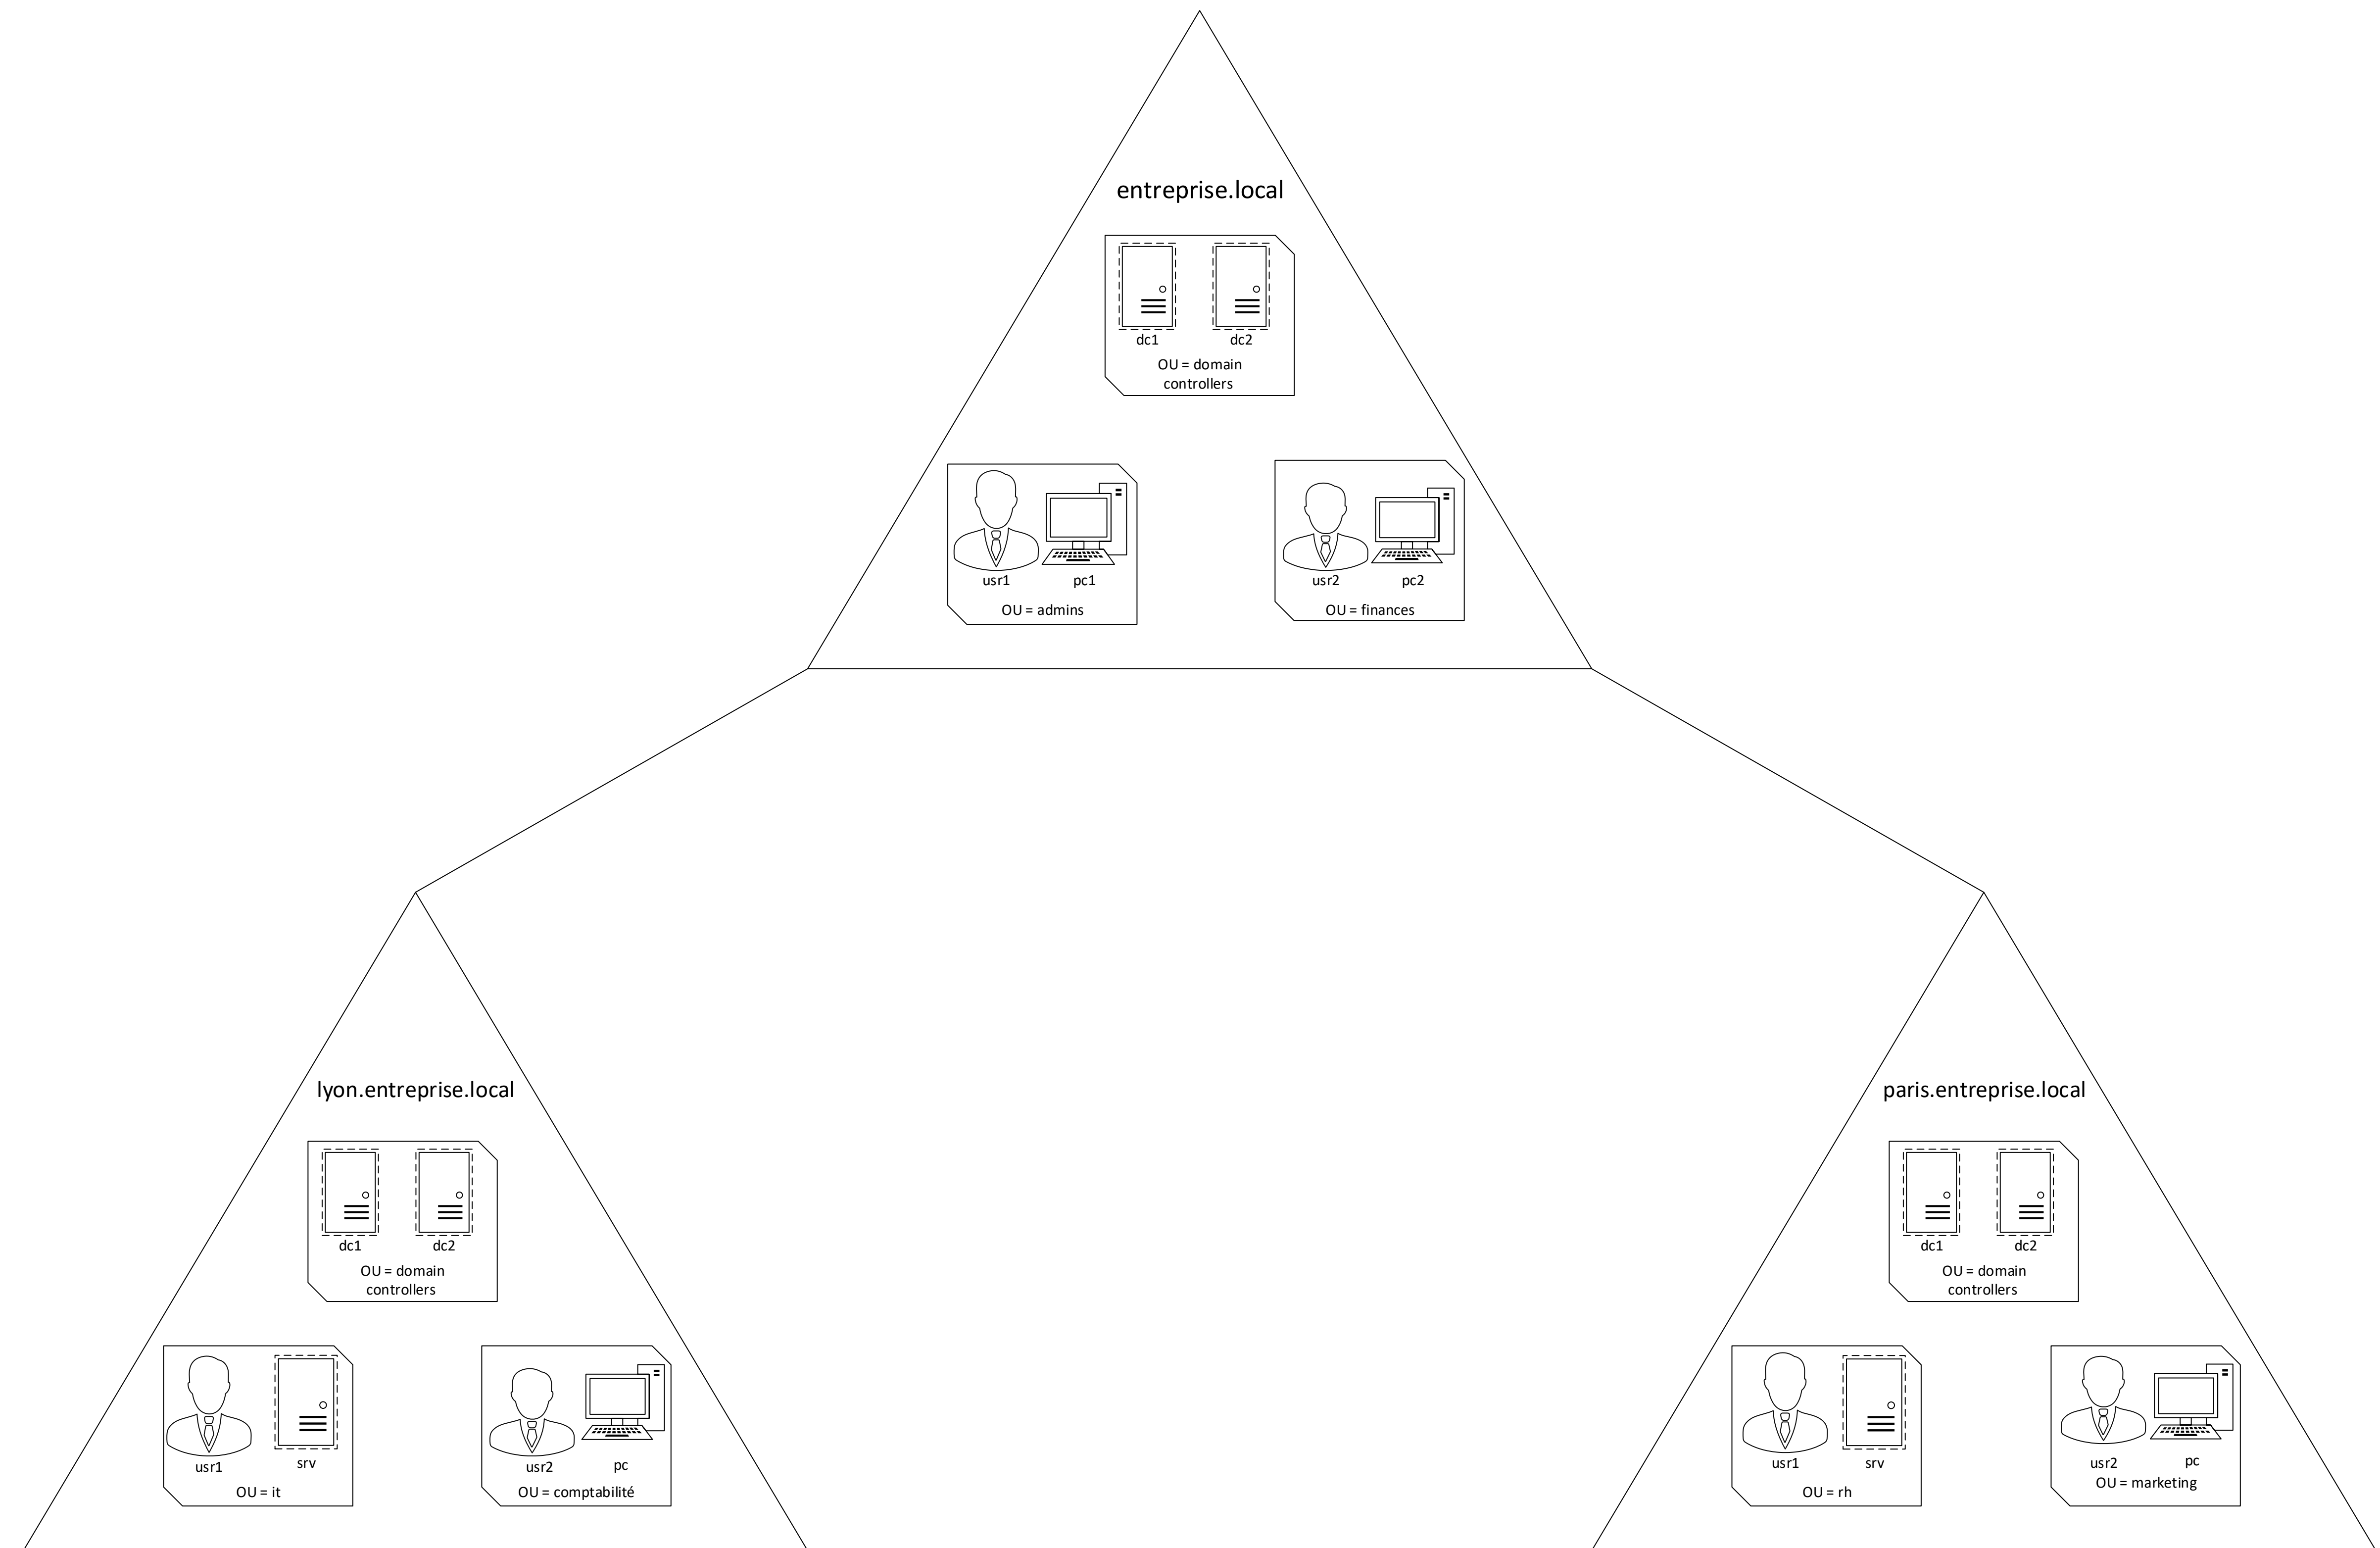 entreprise.local
dc1 dc2
OU = domain
controllers
usr1 pc1
OU = admins
usr2 pc2
OU = finances
lyon.entreprise.local
dc1 dc2
OU = domain
controllers
usr1 srv
OU = it
usr2 pc
OU = comptabilité
paris.entreprise.local
dc1 dc2
OU = domain
controllers
usr1 srv
OU = rh
usr2 pc
OU = marketing